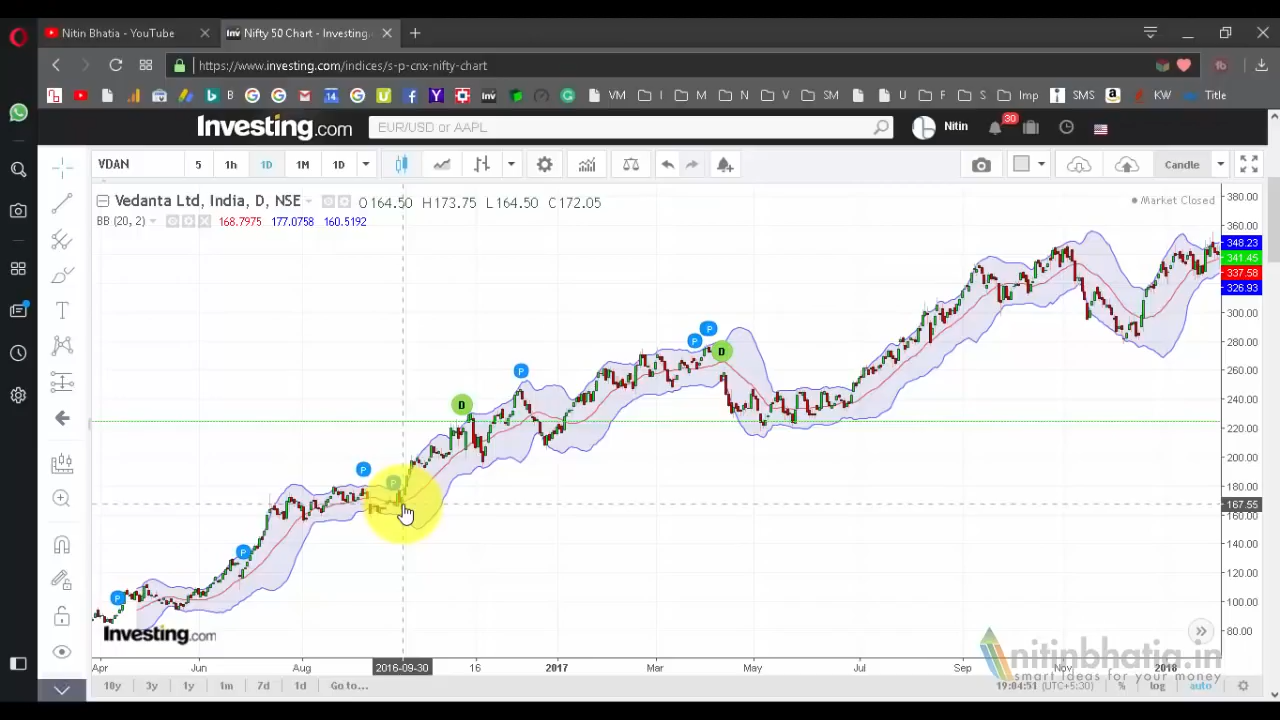 Nitin Bhatia - YouTube
Nifty 50 Chart - Investing.
https://www.investing.com/indices/s-p-cnx-nifty-chart
B VM I M N V SM U F S Imp SMS KW Title
Investing.com
EUR/USD or AAPL
Nitin
30
VDAN 5 1h 1D 1M 1D Candle
Vedanta Ltd, India, D, NSE O164.50 H173.75 L164.50 C172.05
Market Closed
BB (20, 2) 168.7975 177.0758 160.5192
380.00
360.00
348.23
341.45
337.58
326.93
300.00
280.00
260.00
240.00
220.00
200.00
180.00
167.55
160.00
140.00
120.00
100.00
80.00
P P P P P P P
D D
Investing.com
nitinbhatia.in
smart ideas for your money
Apr Jun Aug 2016-09-30 16 2017 Mar May Jul Sep Nov 2018
10y 3y 1y 1m 7d 1d Go to... 19:04:51 (UTC+5:30) % log auto